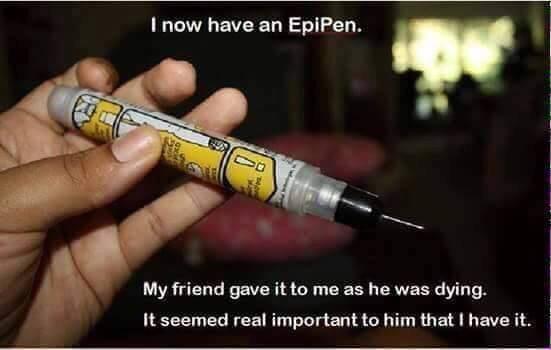 I now have an EpiPen.
My friend gave it to me as he was dying.
It seemed real important to him that I have it.